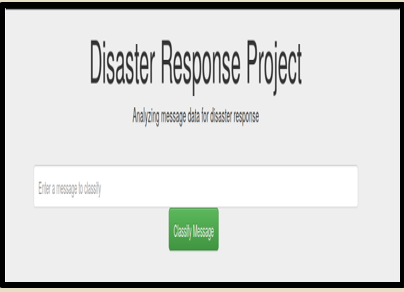 Disaster Response Project
Analyzing message data for disaster response
Enter a message to classify
Classify Message